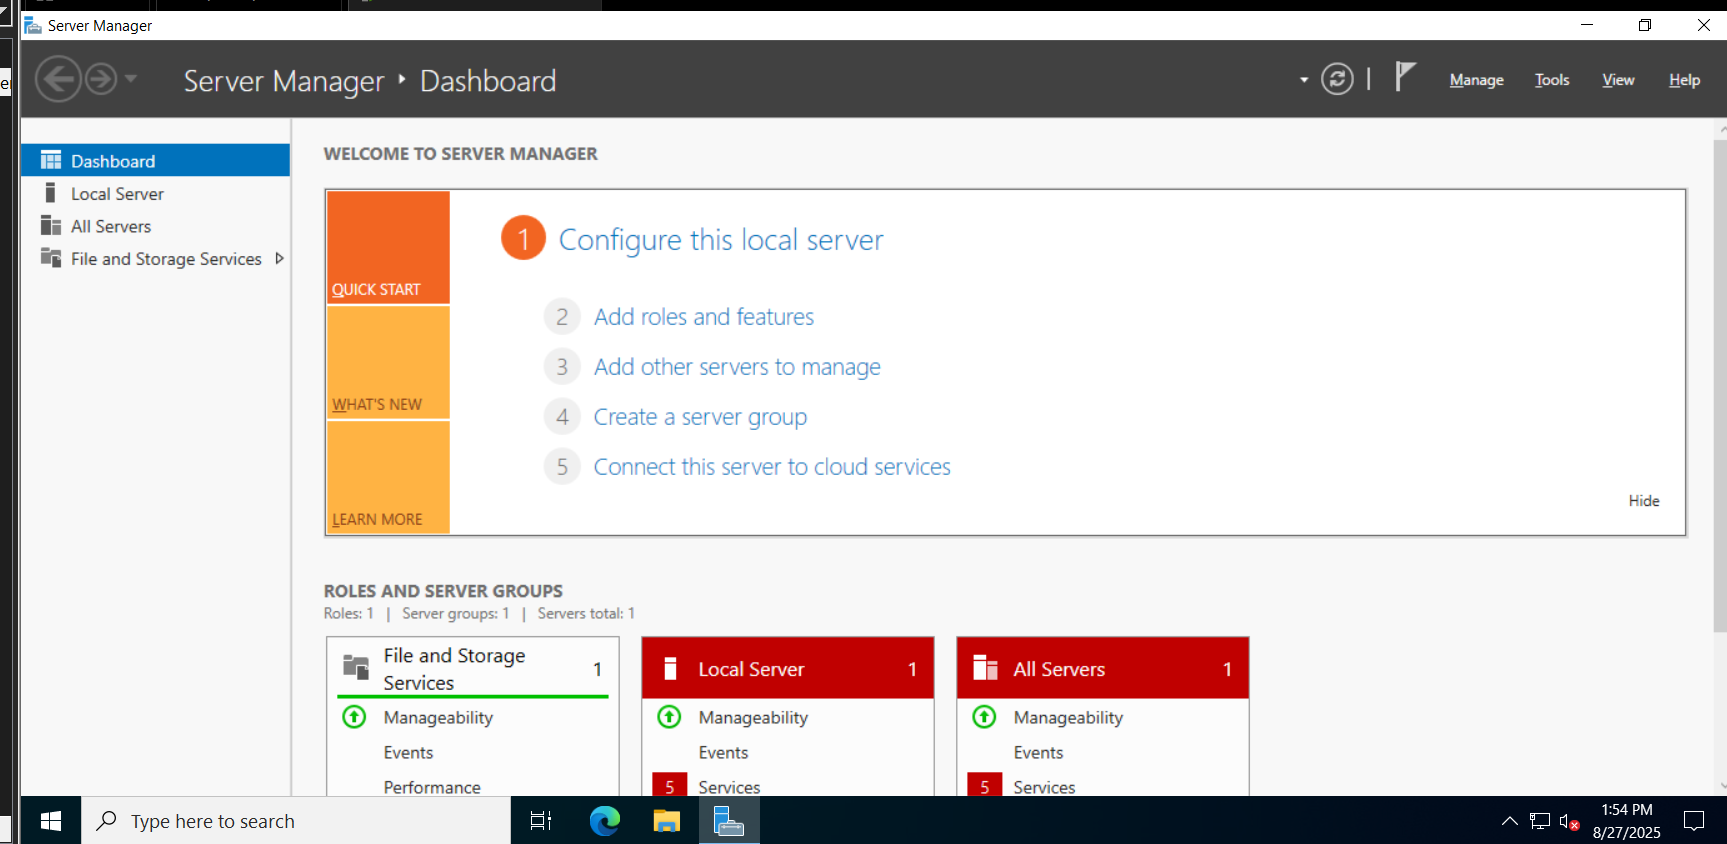 Server Manager
Server Manager ‣ Dashboard
Manage Tools View Help
Dashboard
Local Server
All Servers
File and Storage Services
WELCOME TO SERVER MANAGER
QUICK START
WHAT'S NEW
LEARN MORE
1 Configure this local server
2 Add roles and features
3 Add other servers to manage
4 Create a server group
5 Connect this server to cloud services
Hide
ROLES AND SERVER GROUPS
Roles: 1 | Server groups: 1 | Servers total: 1
File and Storage
Services
1
Manageability
Events
Performance
Local Server 1
Manageability
Events
5 Services
All Servers 1
Manageability
Events
5 Services
Type here to search
1:54 PM
8/27/2025